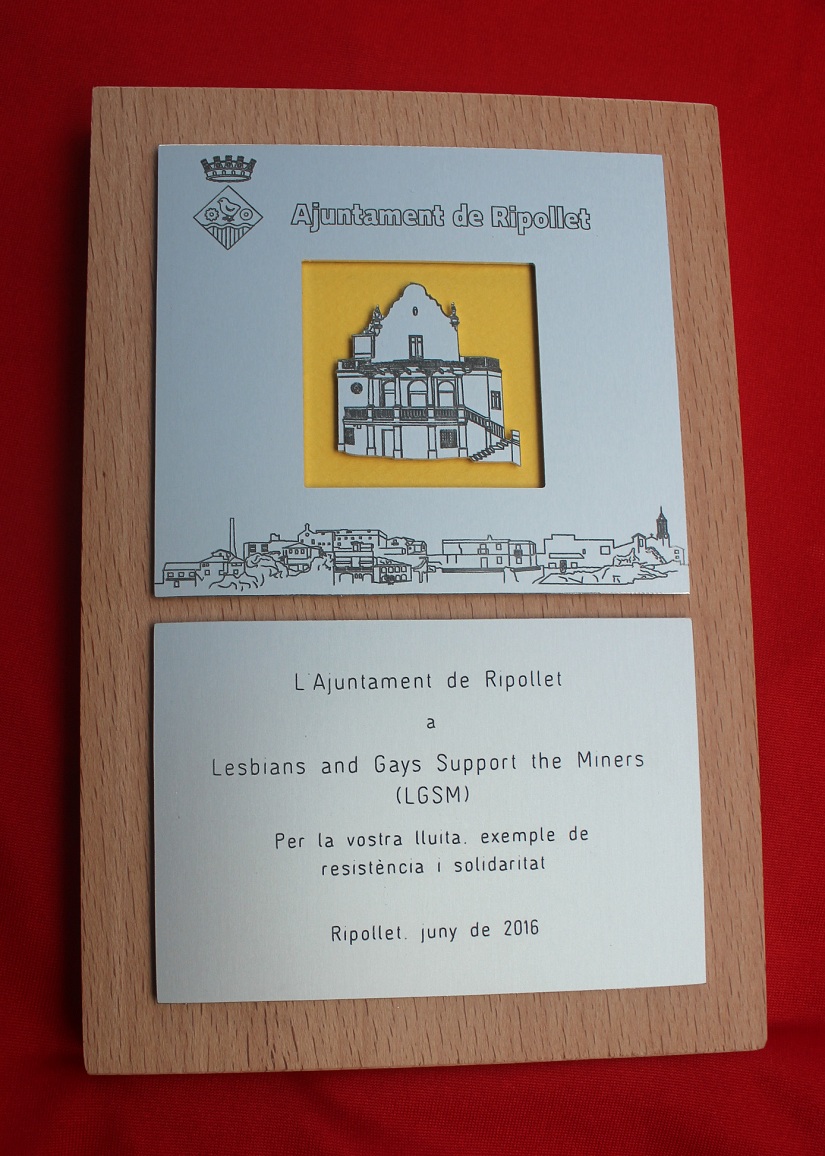 Ajuntament de Ripollet
L'Ajuntament de Ripollet
a
Lesbians and Gays Support the Miners
(LGSM)
Per la vostra lluita, exemple de
resistència i solidaritat
Ripollet, juny de 2016